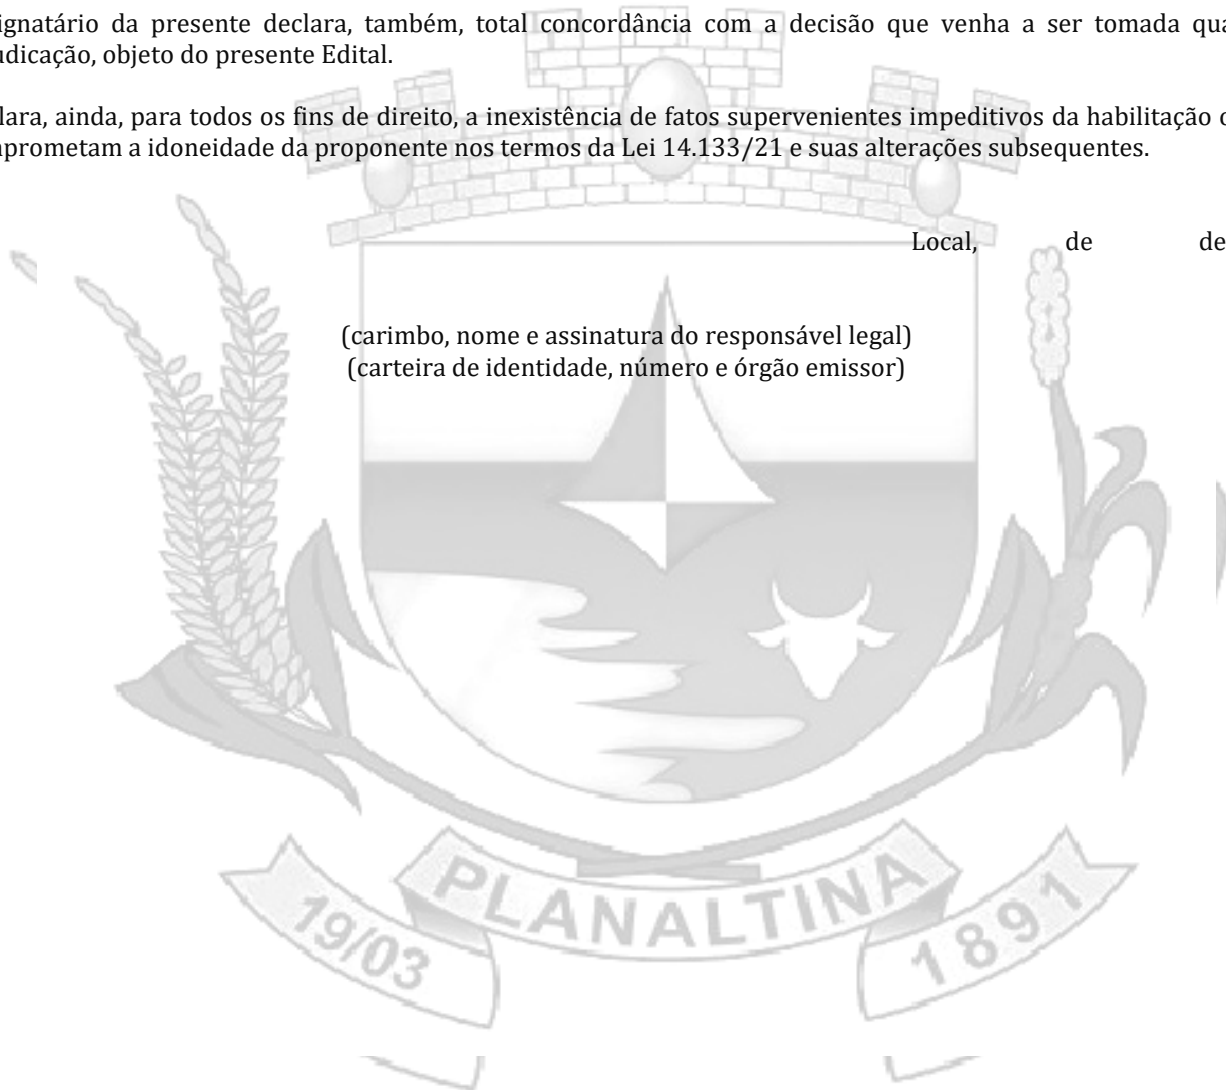 ignatário da presente declara, também, total concordância com a decisão que venha a ser tomada qua
udicação, objeto do presente Edital.
lara, ainda, para todos os fins de direito, a inexistência de fatos supervenientes impeditivos da habilitação
mprometam a idoneidade da proponente nos termos da Lei 14.133/21 e suas alterações subsequentes.
Local, de de
(carimbo, nome e assinatura do responsável legal)
(carteira de identidade, número e órgão emissor)
19/03 PLANALTINA 1891